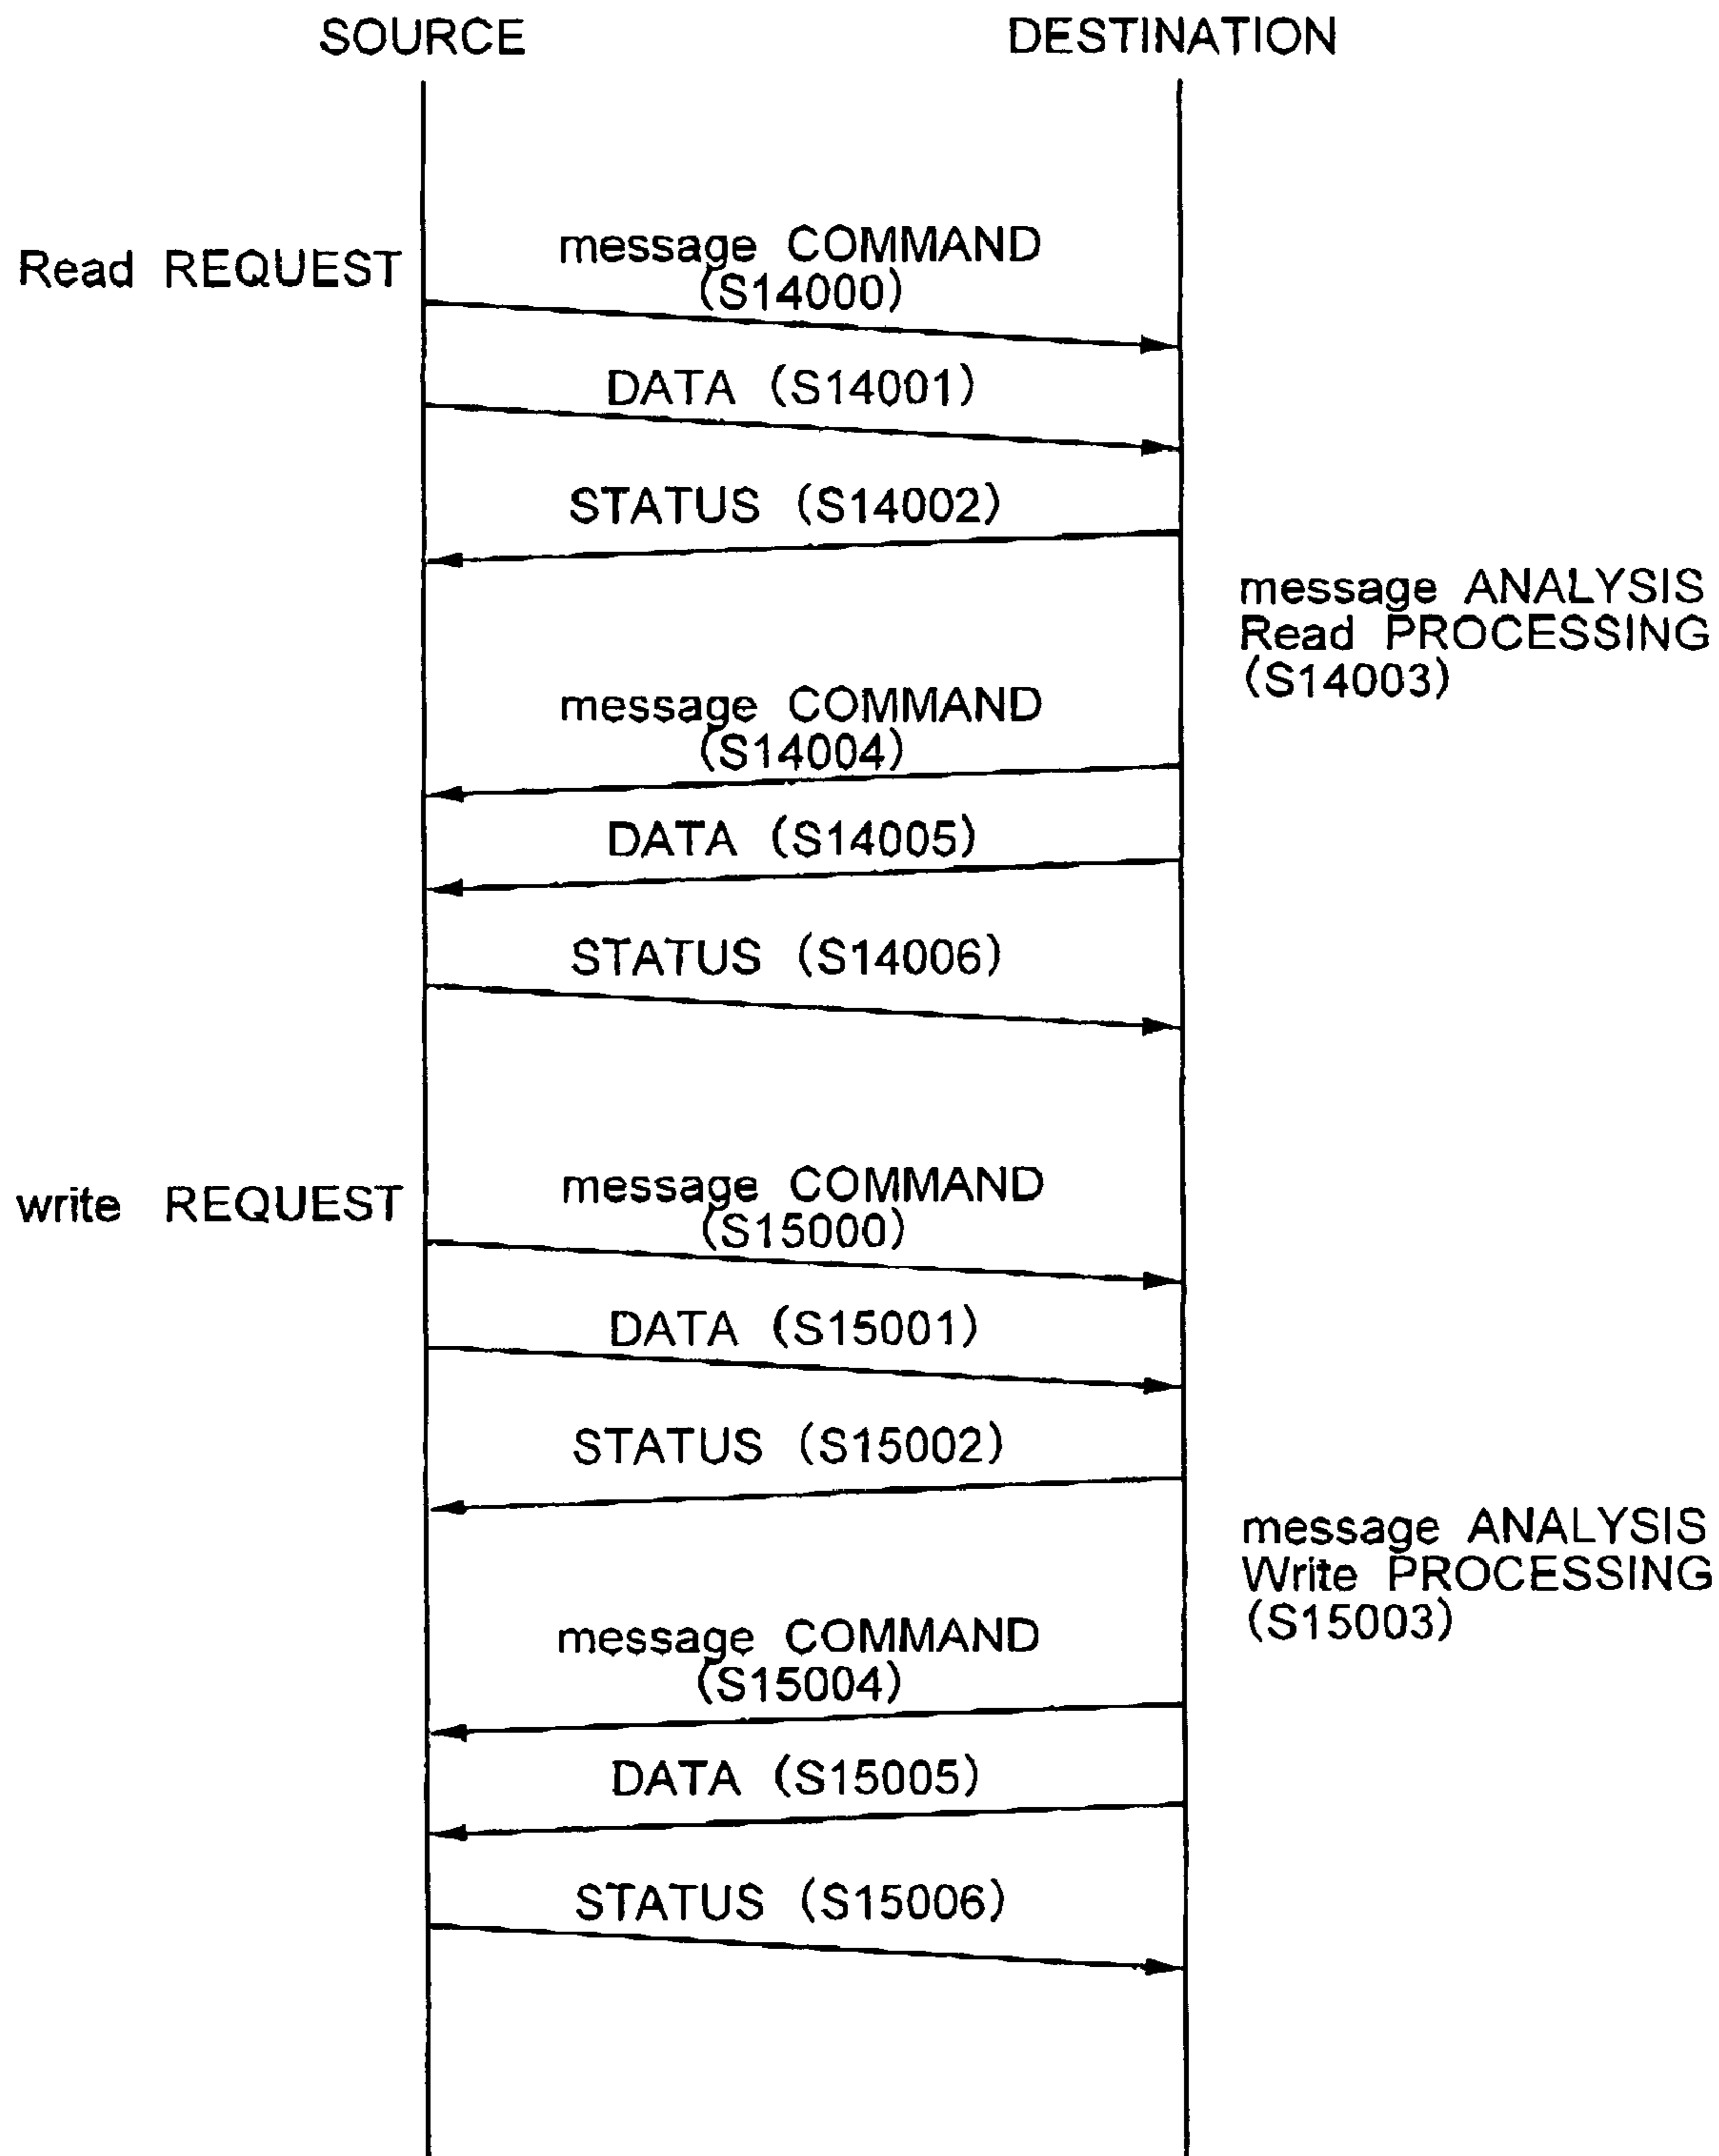 SOURCE
DESTINATION
Read REQUEST
message COMMAND
(S14000)
DATA (S14001)
STATUS (S14002)
message ANALYSIS
Read PROCESSING
(S14003)
message COMMAND
(S14004)
DATA (S14005)
STATUS (S14006)
write REQUEST
message COMMAND
(S15000)
DATA (S15001)
STATUS (S15002)
message ANALYSIS
Write PROCESSING
(S15003)
message COMMAND
(S15004)
DATA (S15005)
STATUS (S15006)